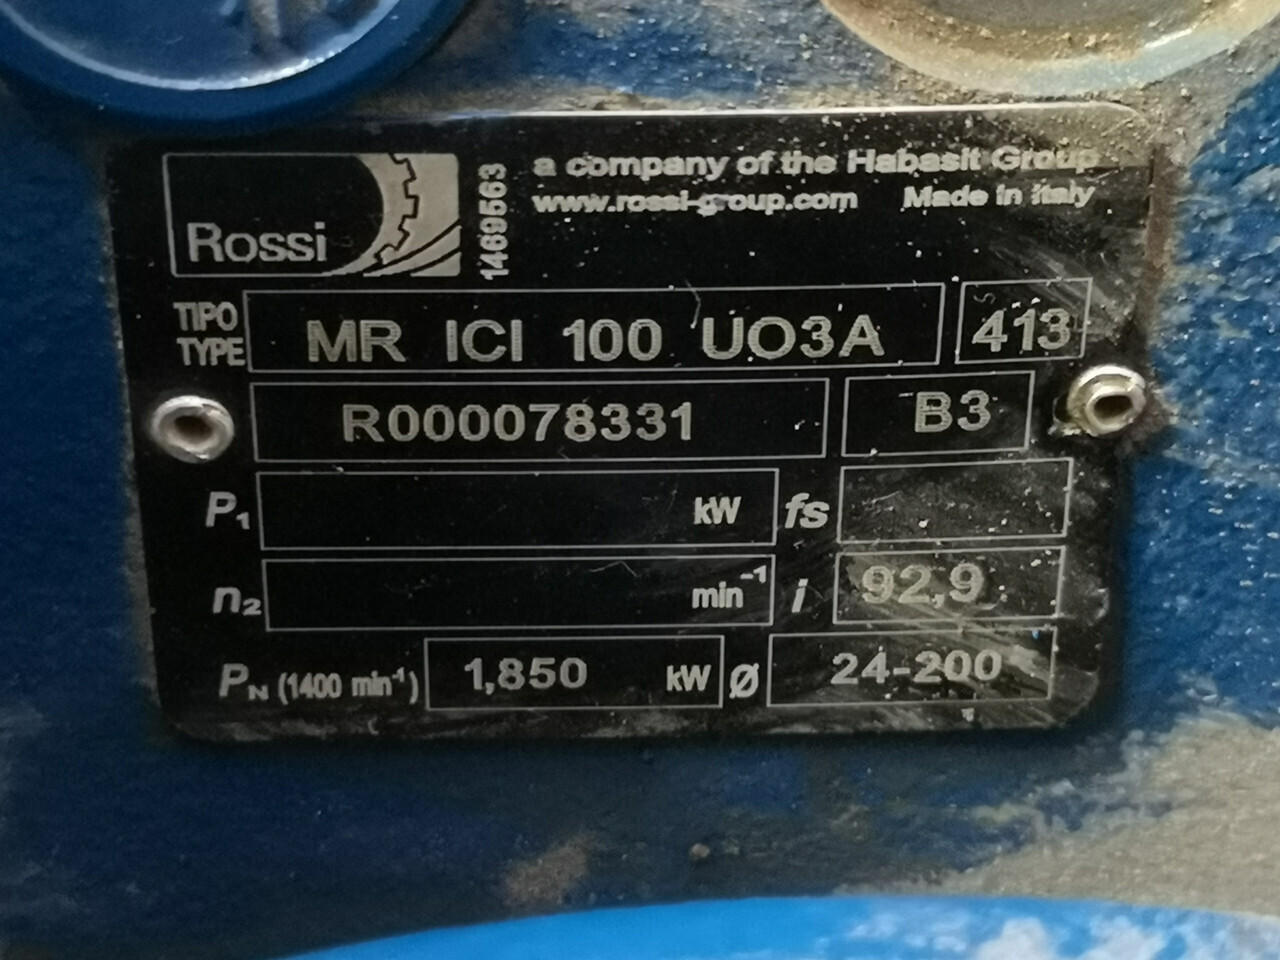 Rossi
1469563
a company of the Habasit Group
www.rossi-group.com Made in Italy
TIPO
TYPE
MR ICI 100 UO3A 413
R000078331 B3
P₁ kW fs
n₂ min⁻¹ i 92,9
PN (1400 min⁻¹) 1,850 kW Ø 24-200